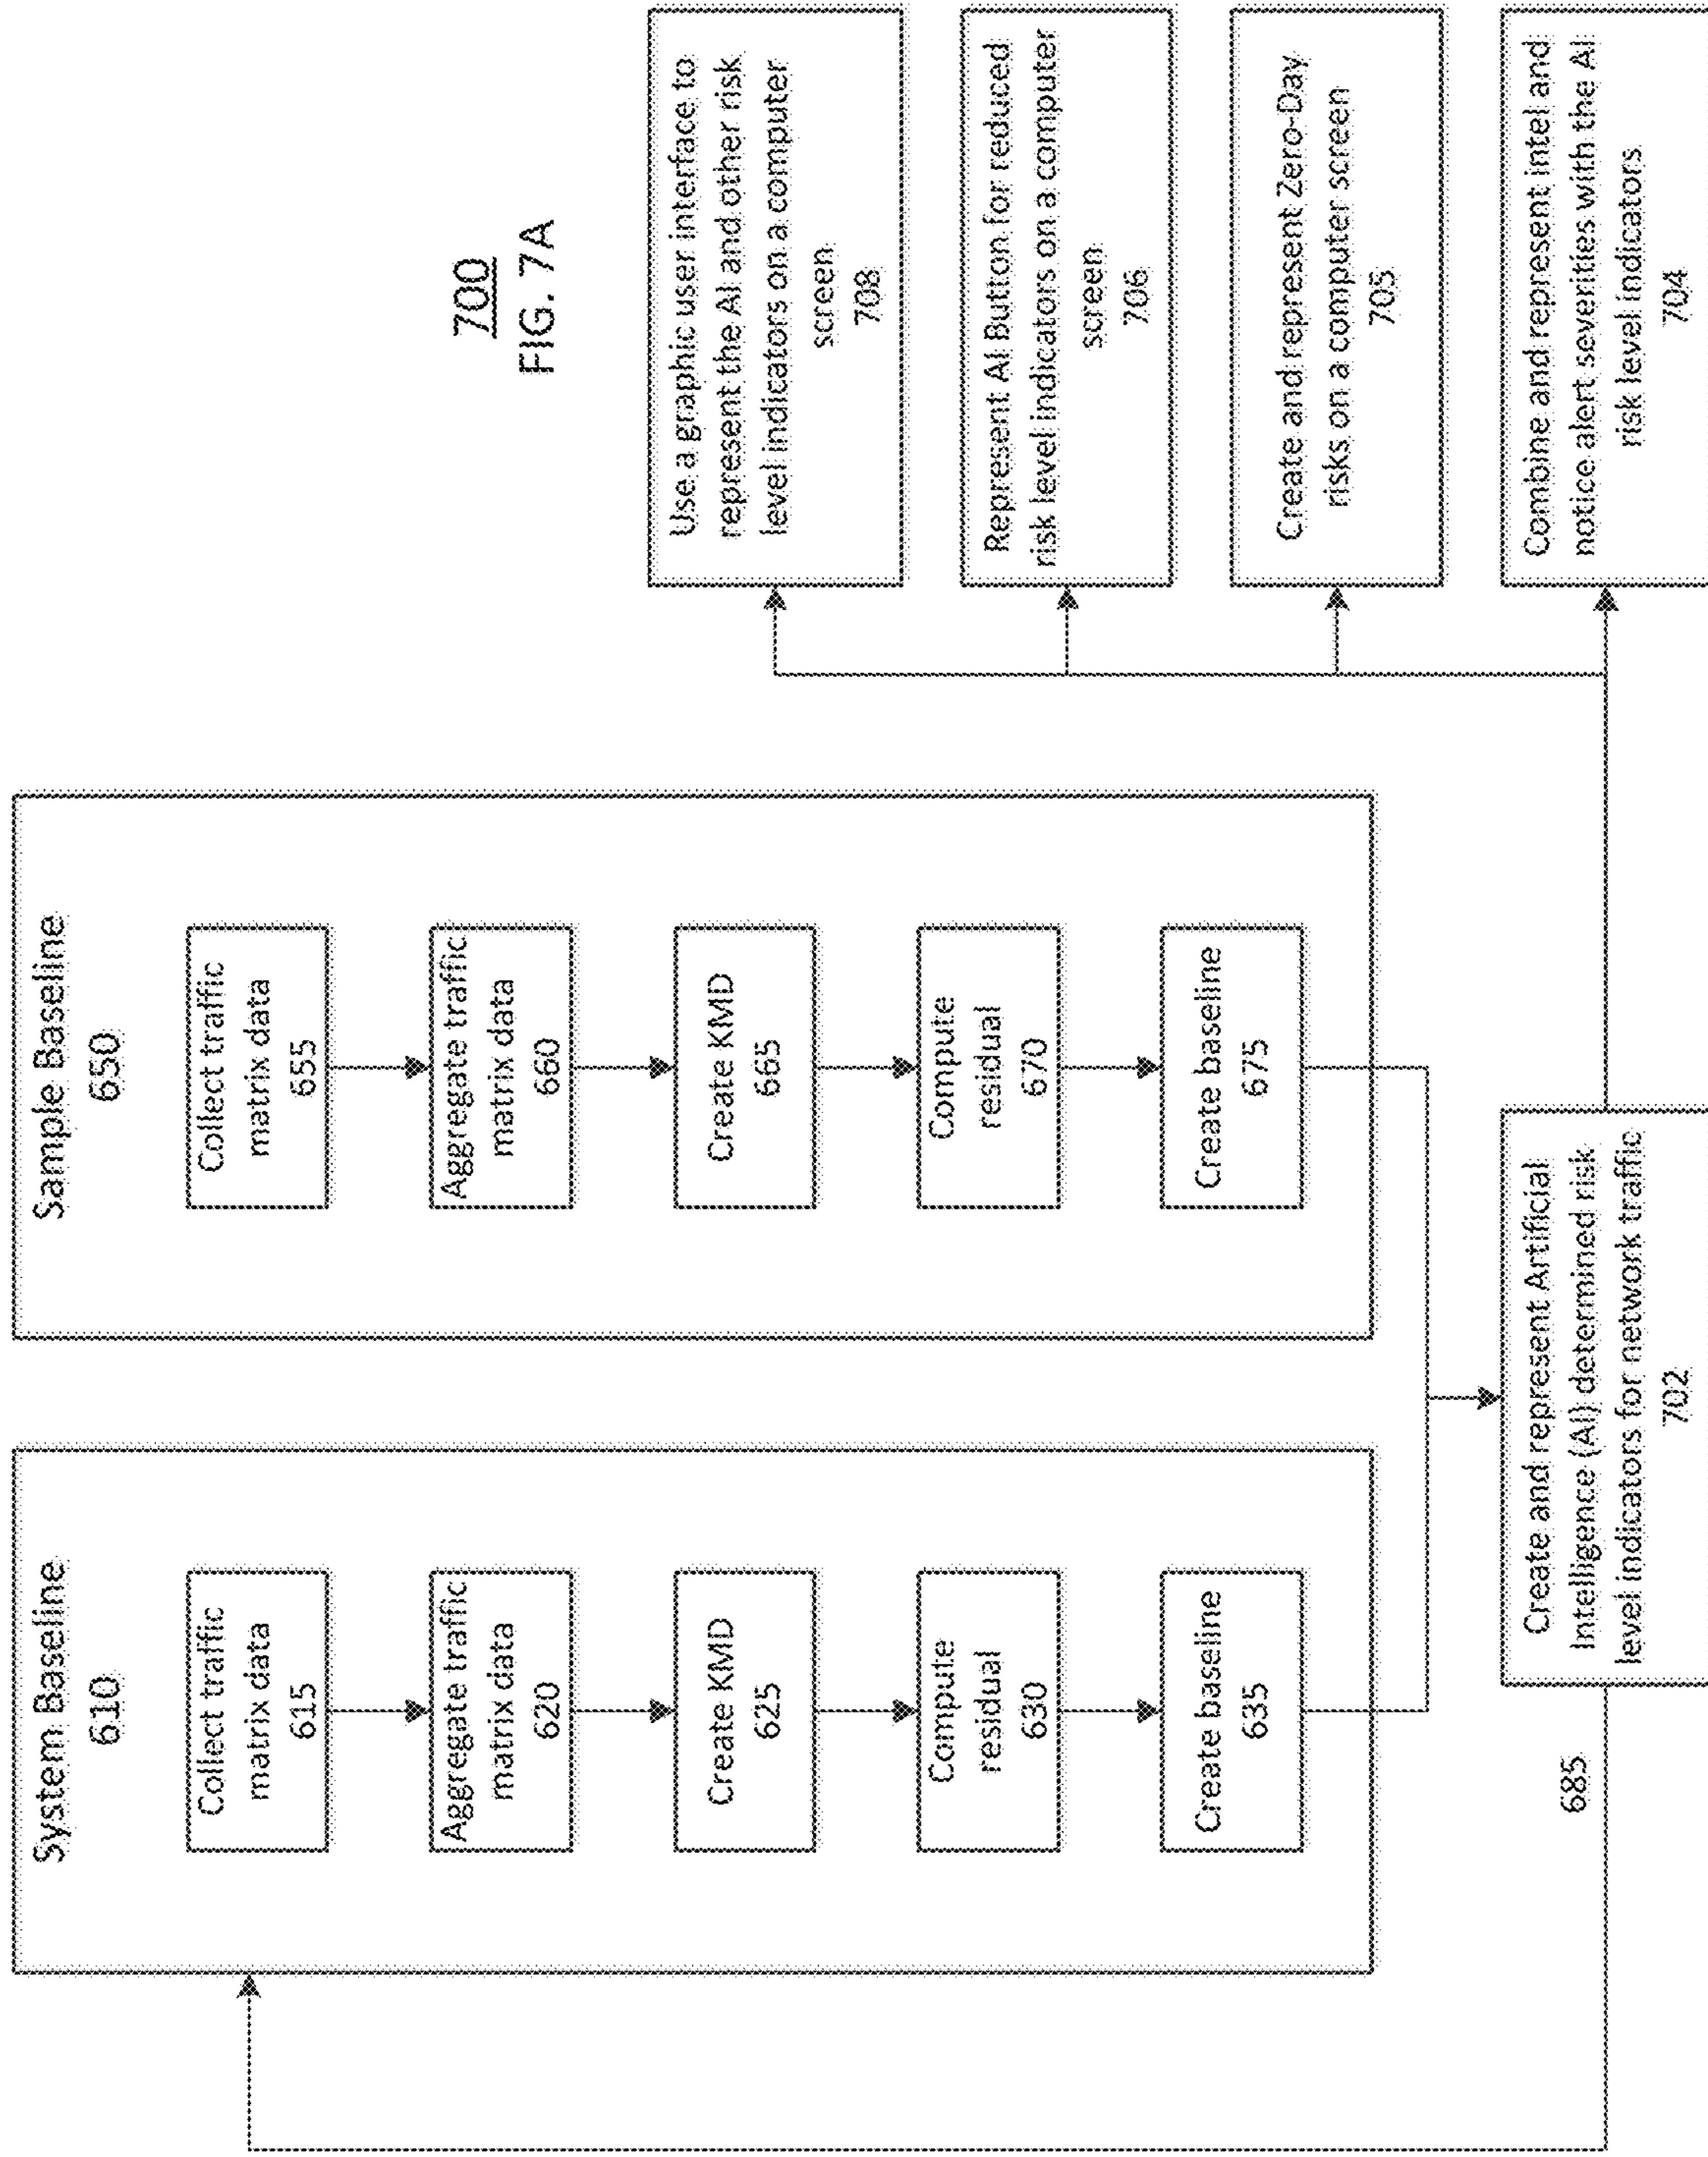 System Baseline
610
Collect traffic
matrix data
615
Aggregate traffic
matrix data
620
Create KMD
625
Compute
residual
630
Create baseline
635
Sample Baseline
650
Collect traffic
matrix data
655
Aggregate traffic
matrix data
660
Create KMD
665
Compute
residual
670
Create baseline
675
685
Create and represent Artificial
Intelligence (AI) determined risk
level indicators for network traffic
702
700
FIG. 7A
Use a graphic user interface to
represent the AI and other risk
level indicators on a computer
screen
708
Represent AI Button for reduced
risk level indicators on a computer
screen
706
Create and represent Zero-Day
risks on a computer screen
705
Combine and represent intel and
notice alert severities with the AI
risk level indicators
704